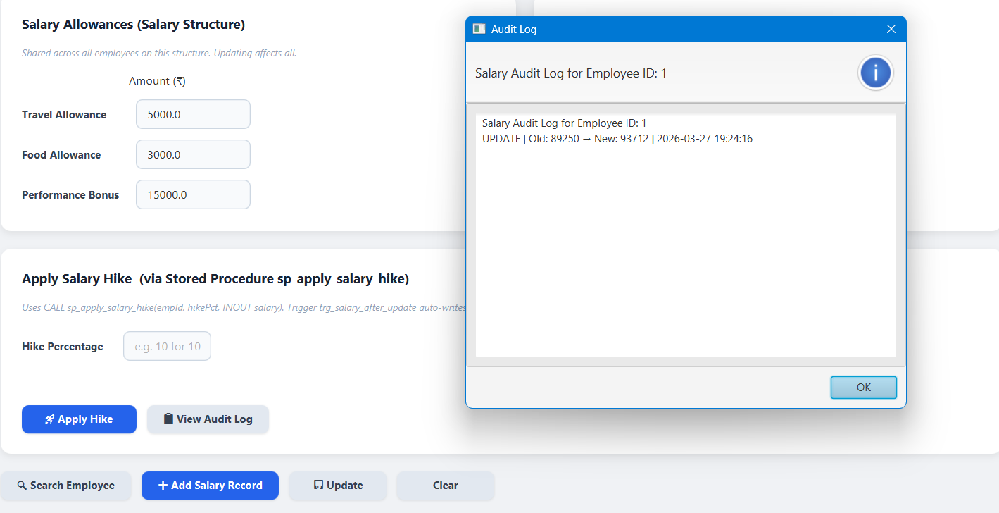 Salary Allowances (Salary Structure)
Shared across all employees on this structure. Updating affects all.
Amount (₹)
Travel Allowance 5000.0
Food Allowance 3000.0
Performance Bonus 15000.0
Apply Salary Hike (via Stored Procedure sp_apply_salary_hike)
Uses CALL sp_apply_salary_hike(empId, hikePct, INOUT salary). Trigger trg_salary_after_update auto-writes
Hike Percentage e.g. 10 for 10
Apply Hike View Audit Log
Search Employee Add Salary Record Update Clear
Audit Log
Salary Audit Log for Employee ID: 1
Salary Audit Log for Employee ID: 1
UPDATE | Old: 89250 → New: 93712 | 2026-03-27 19:24:16
OK